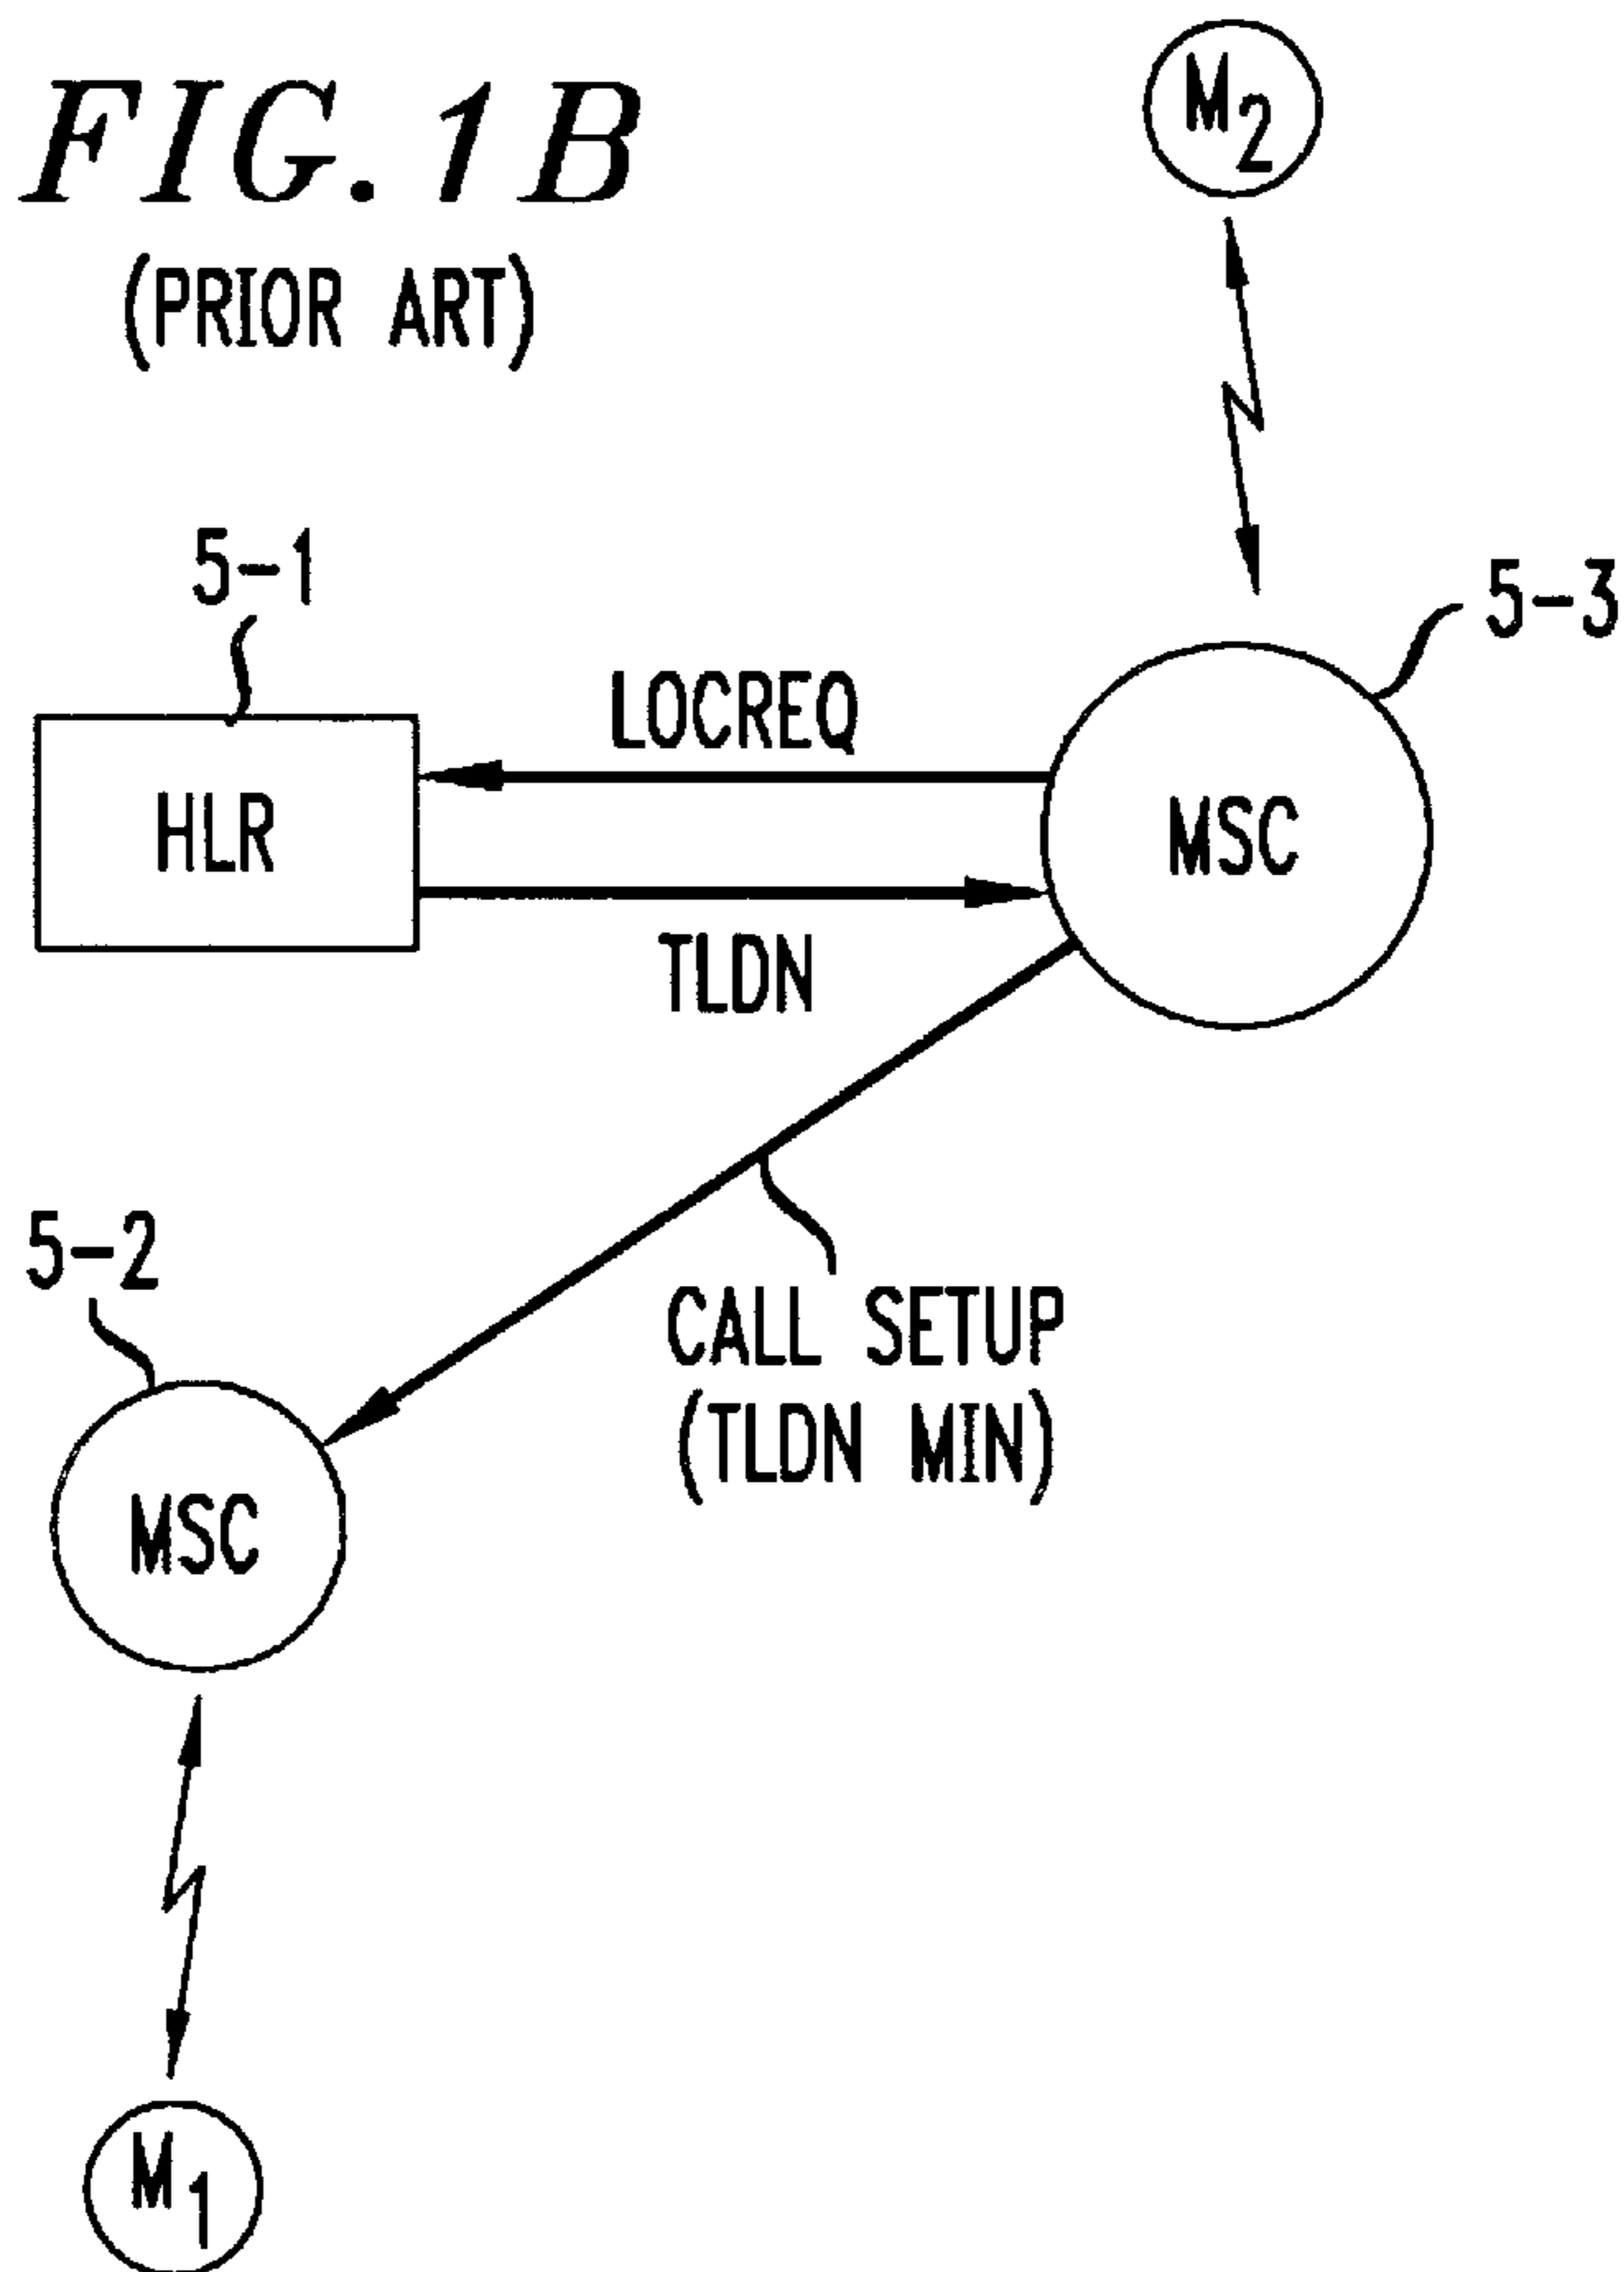 FIG. 1B
(PRIOR ART)
M2
5-1
5-3
LOCREQ
HLR
MSC
TLDN
5-2
CALL SETUP
(TLDN MIN)
MSC
M1